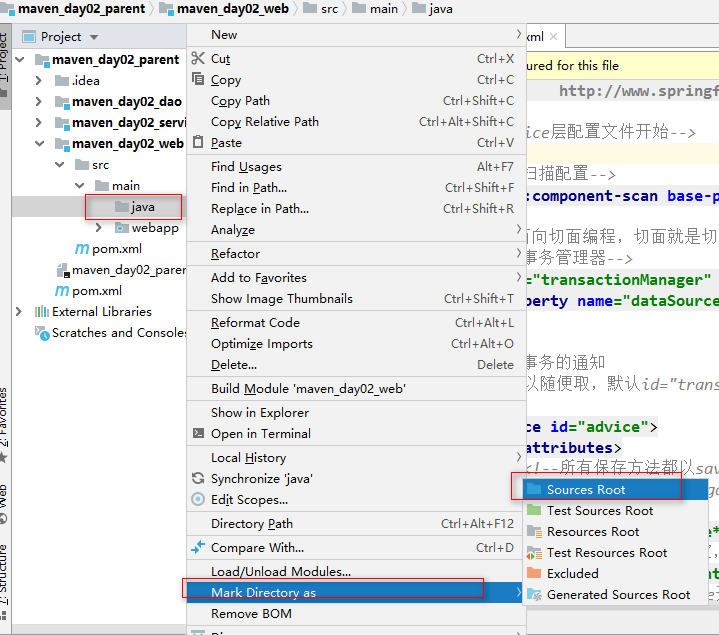 maven_day02_parent
maven_day02_web
src
main
java
Project
1: Project
maven_day02_parent
.idea
maven_day02_dao
maven_day02_servi
maven_day02_web
src
main
java
webapp
pom.xml
maven_day02_parer
pom.xml
External Libraries
Scratches and Consoles
2: Favorites
Web
Z: Structure
New
Cut Ctrl+X
Copy Ctrl+C
Copy Path Ctrl+Shift+C
Copy Relative Path Ctrl+Alt+Shift+C
Paste Ctrl+V
Find Usages Alt+F7
Find in Path... Ctrl+Shift+F
Replace in Path... Ctrl+Shift+R
Analyze
Refactor
Add to Favorites
Show Image Thumbnails Ctrl+Shift+T
Reformat Code Ctrl+Alt+L
Optimize Imports Ctrl+Alt+O
Delete... Delete
Build Module 'maven_day02_web'
Show in Explorer
Open in Terminal
Local History
Synchronize 'java'
Edit Scopes...
Directory Path Ctrl+Alt+F12
Compare With... Ctrl+D
Load/Unload Modules...
Mark Directory as
Remove BOM
Sources Root
Test Sources Root
Resources Root
Test Resources Root
Excluded
Generated Sources Root
xml
ured for this file
http://www.springf
ice层配置文件开始-->
扫描配置-->
:component-scan base-p
面向切面编程，切面就是切
事务管理器-->
="transactionManager"
perty name="dataSource
事务的通知
以随便取，默认id="trans
ce id="advice">
attributes>
<!--所有保存方法都以sav